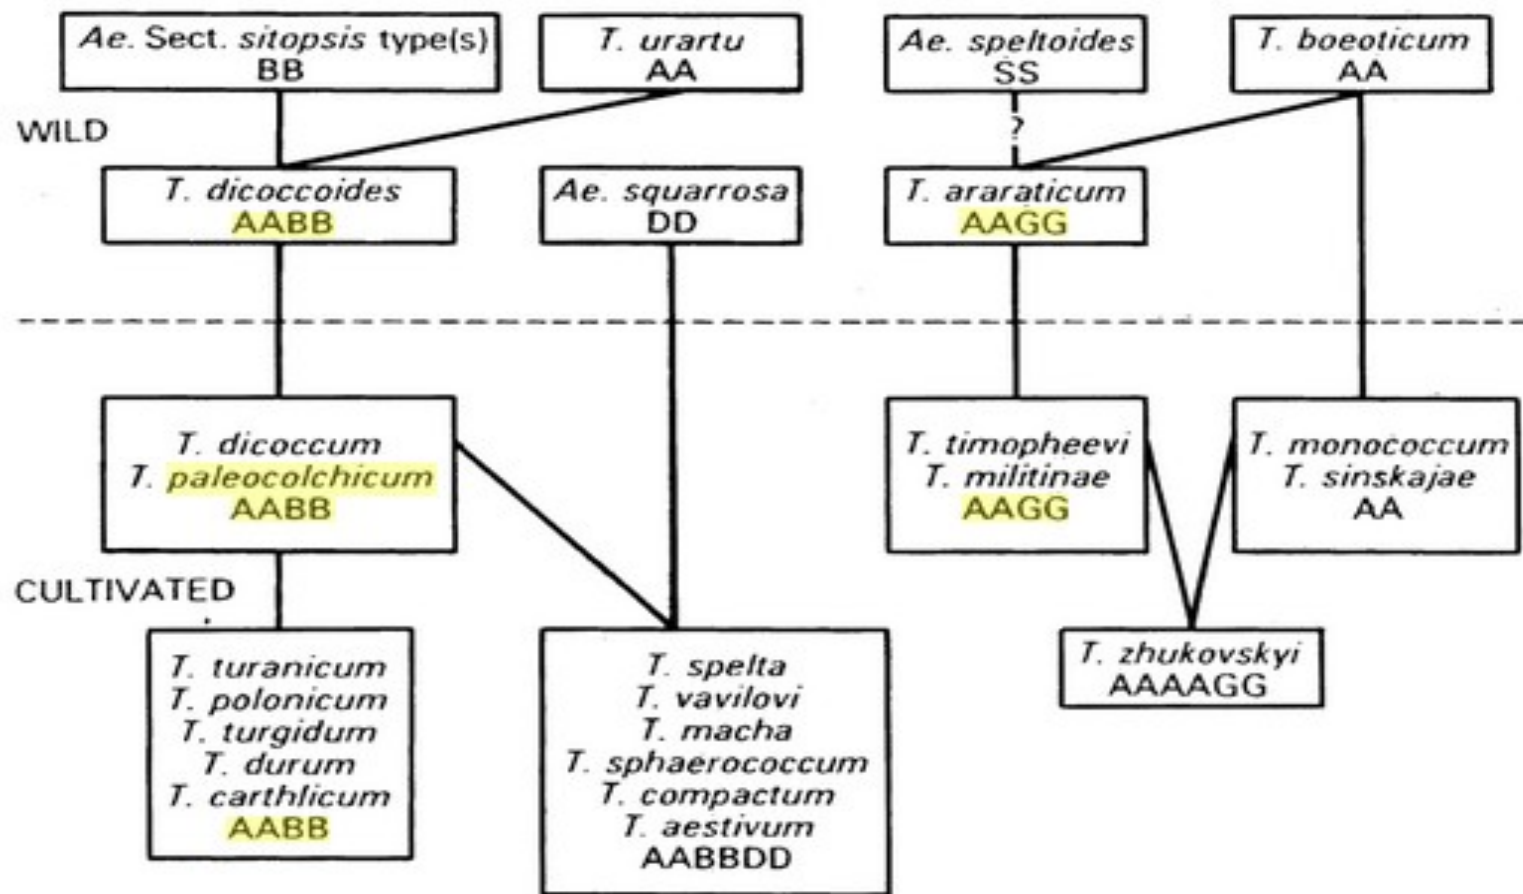 Ae. Sect. sitopsis type(s)
BB
T. urartu
AA
Ae. speltoides
SS
T. boeoticum
AA
WILD
?
T. dicoccoides
AABB
Ae. squarrosa
DD
T. araraticum
AAGG
T. dicoccum
T. paleocolchicum
AABB
T. timopheevi
T. militinae
AAGG
T. monococcum
T. sinskajae
AA
CULTIVATED
T. turanicum
T. polonicum
T. turgidum
T. durum
T. carthlicum
AABB
T. spelta
T. vavilovi
T. macha
T. sphaerococcum
T. compactum
T. aestivum
AABBDD
T. zhukovskyi
AAAAGG